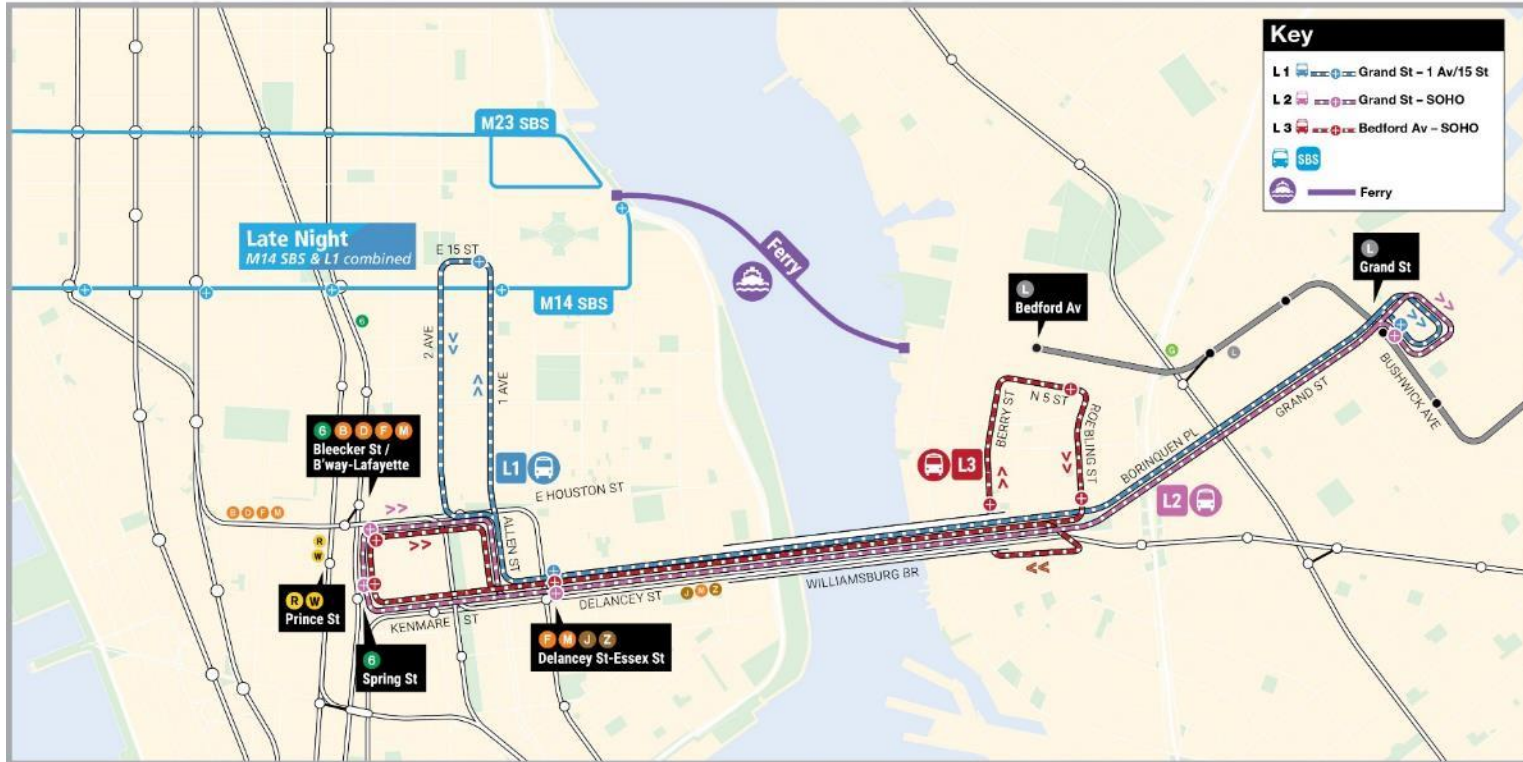 Key
L1 Grand St – 1 Av/15 St
L2 Grand St – SOHO
L3 Bedford Av – SOHO
SBS
Ferry
M23 SBS
Late Night
M14 SBS & L1 combined
E 15 ST
M14 SBS
Ferry
L
Bedford Av
L
Grand St
6
2 AVE
1 AVE
G
L
BUSHWICK AVE
GRAND ST
N 5 ST
BERRY ST
ROEBLING ST
BORINQUEN PL
6 B D F M
Bleecker St /
B'way-Lafayette
L1
L3
L2
E HOUSTON ST
B D F M
ALLEN ST
R
W
R W
Prince St
KENMARE ST
DELANCEY ST
J M Z
WILLIAMSBURG BR
F M J Z
Delancey St-Essex St
6
Spring St